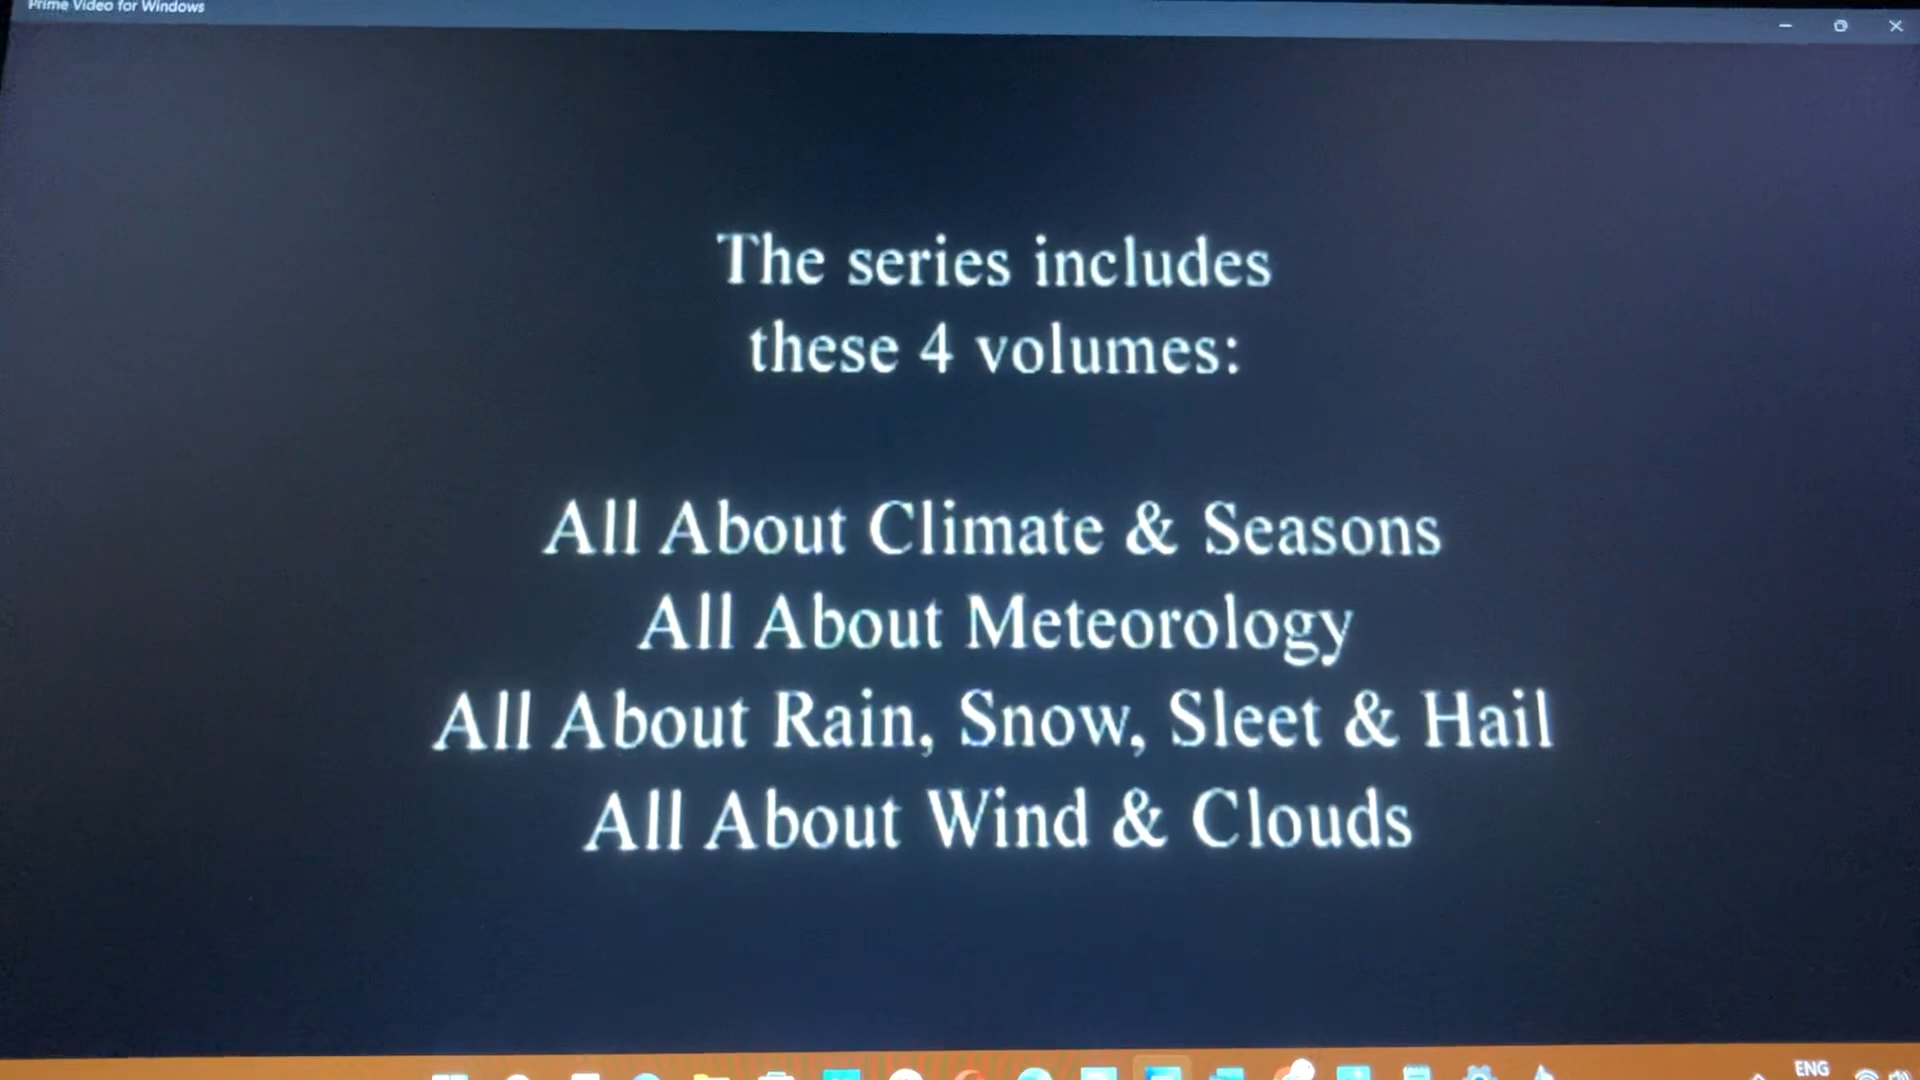 Prime Video for Windows
The series includes
these 4 volumes:
All About Climate & Seasons
All About Meteorology
All About Rain, Snow, Sleet & Hail
All About Wind & Clouds
ENG